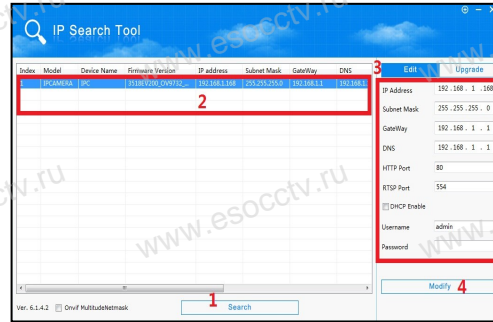 IP Search Tool
Index Model Device Name Firmware Version IP address Subnet Mask GateWay DNS
1 IPCAMERA IPC 3518EV200_OV9732_... 192.168.1.168 255.255.255.0 192.168.1.1 192.168.1.
2
3
Edit Upgrade
IP Address 192 .168 . 1 .168
Subnet Mask 255 .255 .255 . 0
GateWay 192 .168 . 1 . 1
DNS 192 .168 . 1 . 1
HTTP Port 80
RTSP Port 554
DHCP Enable
Username admin
Password
Modify 4
Ver. 6.1.4.2 Onvif MultitudeNetmask
1 Search
www.esocctv.ru
www.esocctv.ru